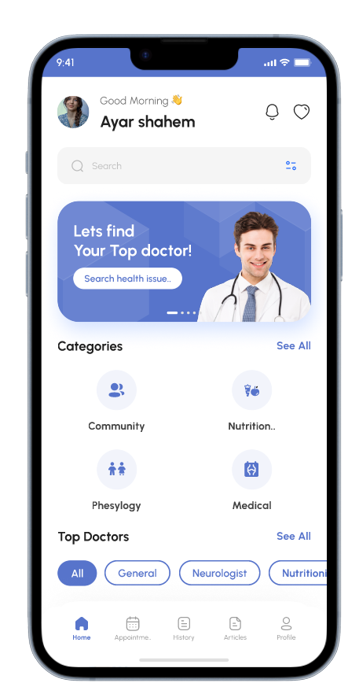 9:41
Good Morning 👋
Ayar shahem
Search
Lets find
Your Top doctor!
Search health issue..
Categories
See All
Community
Nutrition..
Phesylogy
Medical
Top Doctors
See All
All
General
Neurologist
Nutritioni
Home
Appointme..
History
Articles
Profile